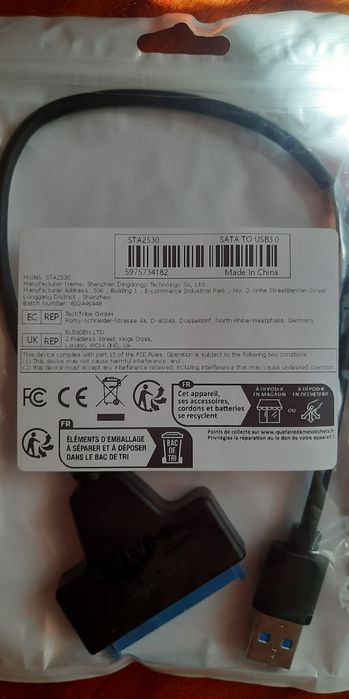 STA2530 SATA TO USB3.0
5975734182 Made In China
Model: STA2530
Manufacturer Name: Shenzhen Dingdongji Technology Co, Ltd
Manufacturer Address: 506 , Building 1 , E-commerce Industrial Park , No. 2 Xinhe StreetBantian Street ,
Longgang District , Shenzhen
Batch Number: 802446448
EC REP TechTribe GmbH
Romy-Schneider-Strasse 4a, D-40549, Dusseldorf, North Rhine-Westphalia, Germany
UK REP ELINGEN LTD
2 Frederick Street, Kings Cross,
London, WC1X 0ND, UK
This device complies with part 15 of the FCC Rules. Operation is subject to the following two conditions:
(1) This device may not cause harmful interference, and
(2) this device must accept any interference received, including interference that may cause undesired operation.
FC CE
FR
Cet appareil,
ses accessoires,
cordons et batteries
se recyclent
À DÉPOSER
EN MAGASIN
OU
À DÉPOSER
EN DÉCHÈTERIE
Points de collecte sur www.quefairedemesdechets.fr
Privilégiez la réparation ou le don de votre appareil !
FR
ÉLÉMENTS D'EMBALLAGE
À SÉPARER ET À DÉPOSER
DANS LE BAC DE TRI
BAC
DE
TRI